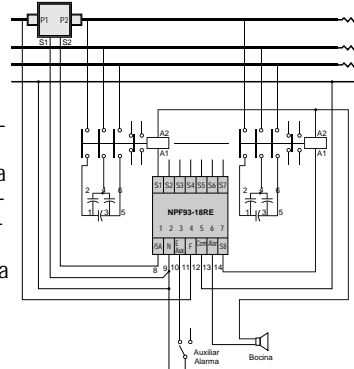 P1 P2
S1 S2
A2
A1
A2
A1
2 4 6
1 3 5
2 4 6
1 3 5
S1 S2 S3 S4 S5 S6 S7
NPF93-18RE
1 2 3 4 5 6 7
/5A N E Aux F Com Alar S8
8 9 10 11 12 13 14
a
a
Auxiliar
Alarma
Bocina